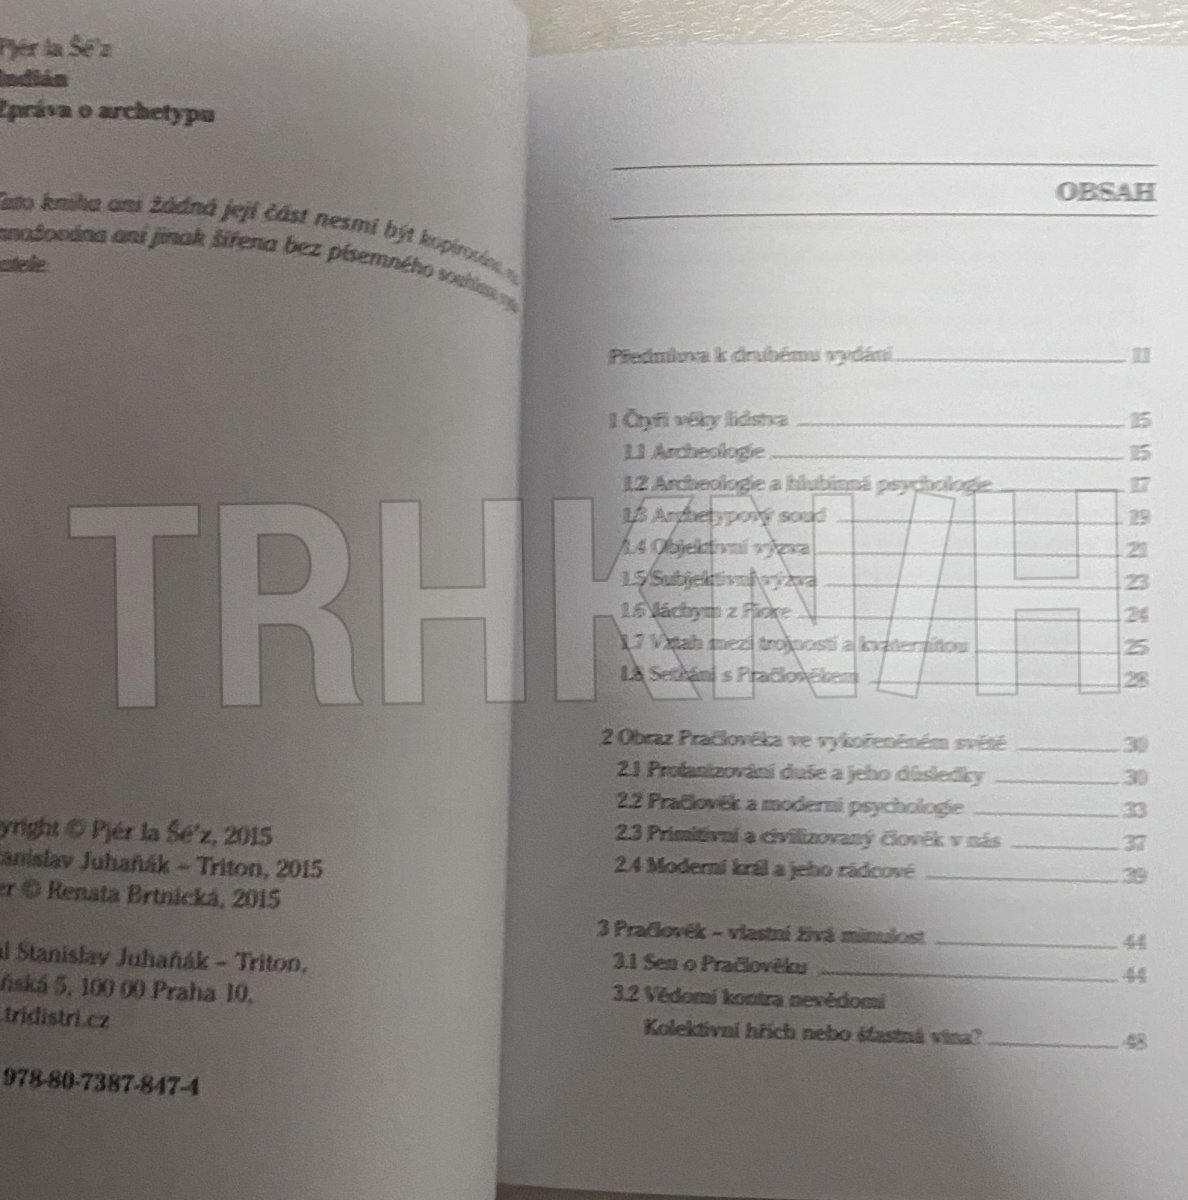 Pjér la Šé'z
Indián
Zpráva o archetypu
Tato kniha ani žádná její část nesmí být kopírována,
ani jinak šířena bez písemného souhlasu
yright © Pjér la Šé'z, 2015
tanislav Juhaňák – Triton, 2015
er © Renata Brtnická, 2015
al Stanislav Juhaňák – Triton,
ňská 5, 100 00 Praha 10,
.tridistri.cz
978-80-7387-847-4
OBSAH
Předmluva k druhému vydání 11
1 Čtyři věky lidstva 15
1.1 Archeologie 15
1.2 Archeologie a hlubinná psychologie 17
1.3 Archetypový soud 19
1.4 Objektivní výzva 21
1.5 Subjektivní výzva 23
1.6 Jáchym z Fiore 24
1.7 Vztah mezi trojností a kvaternitou 25
1.8 Setkání s Pračlověkem 28
2 Obraz Pračlověka ve vykořeněném světě 30
2.1 Profanizování duše a jeho důsledky 30
2.2 Pračlověk a moderní psychologie 33
2.3 Primitivní a civilizovaný člověk v nás 37
2.4 Moderní král a jeho rádcové 39
3 Pračlověk – vlastní živá minulost 44
3.1 Sen o Pračlověku 44
3.2 Vědomí kontra nevědomí
Kolektivní hřích nebo šťastná vina? 48
TRHKNIH